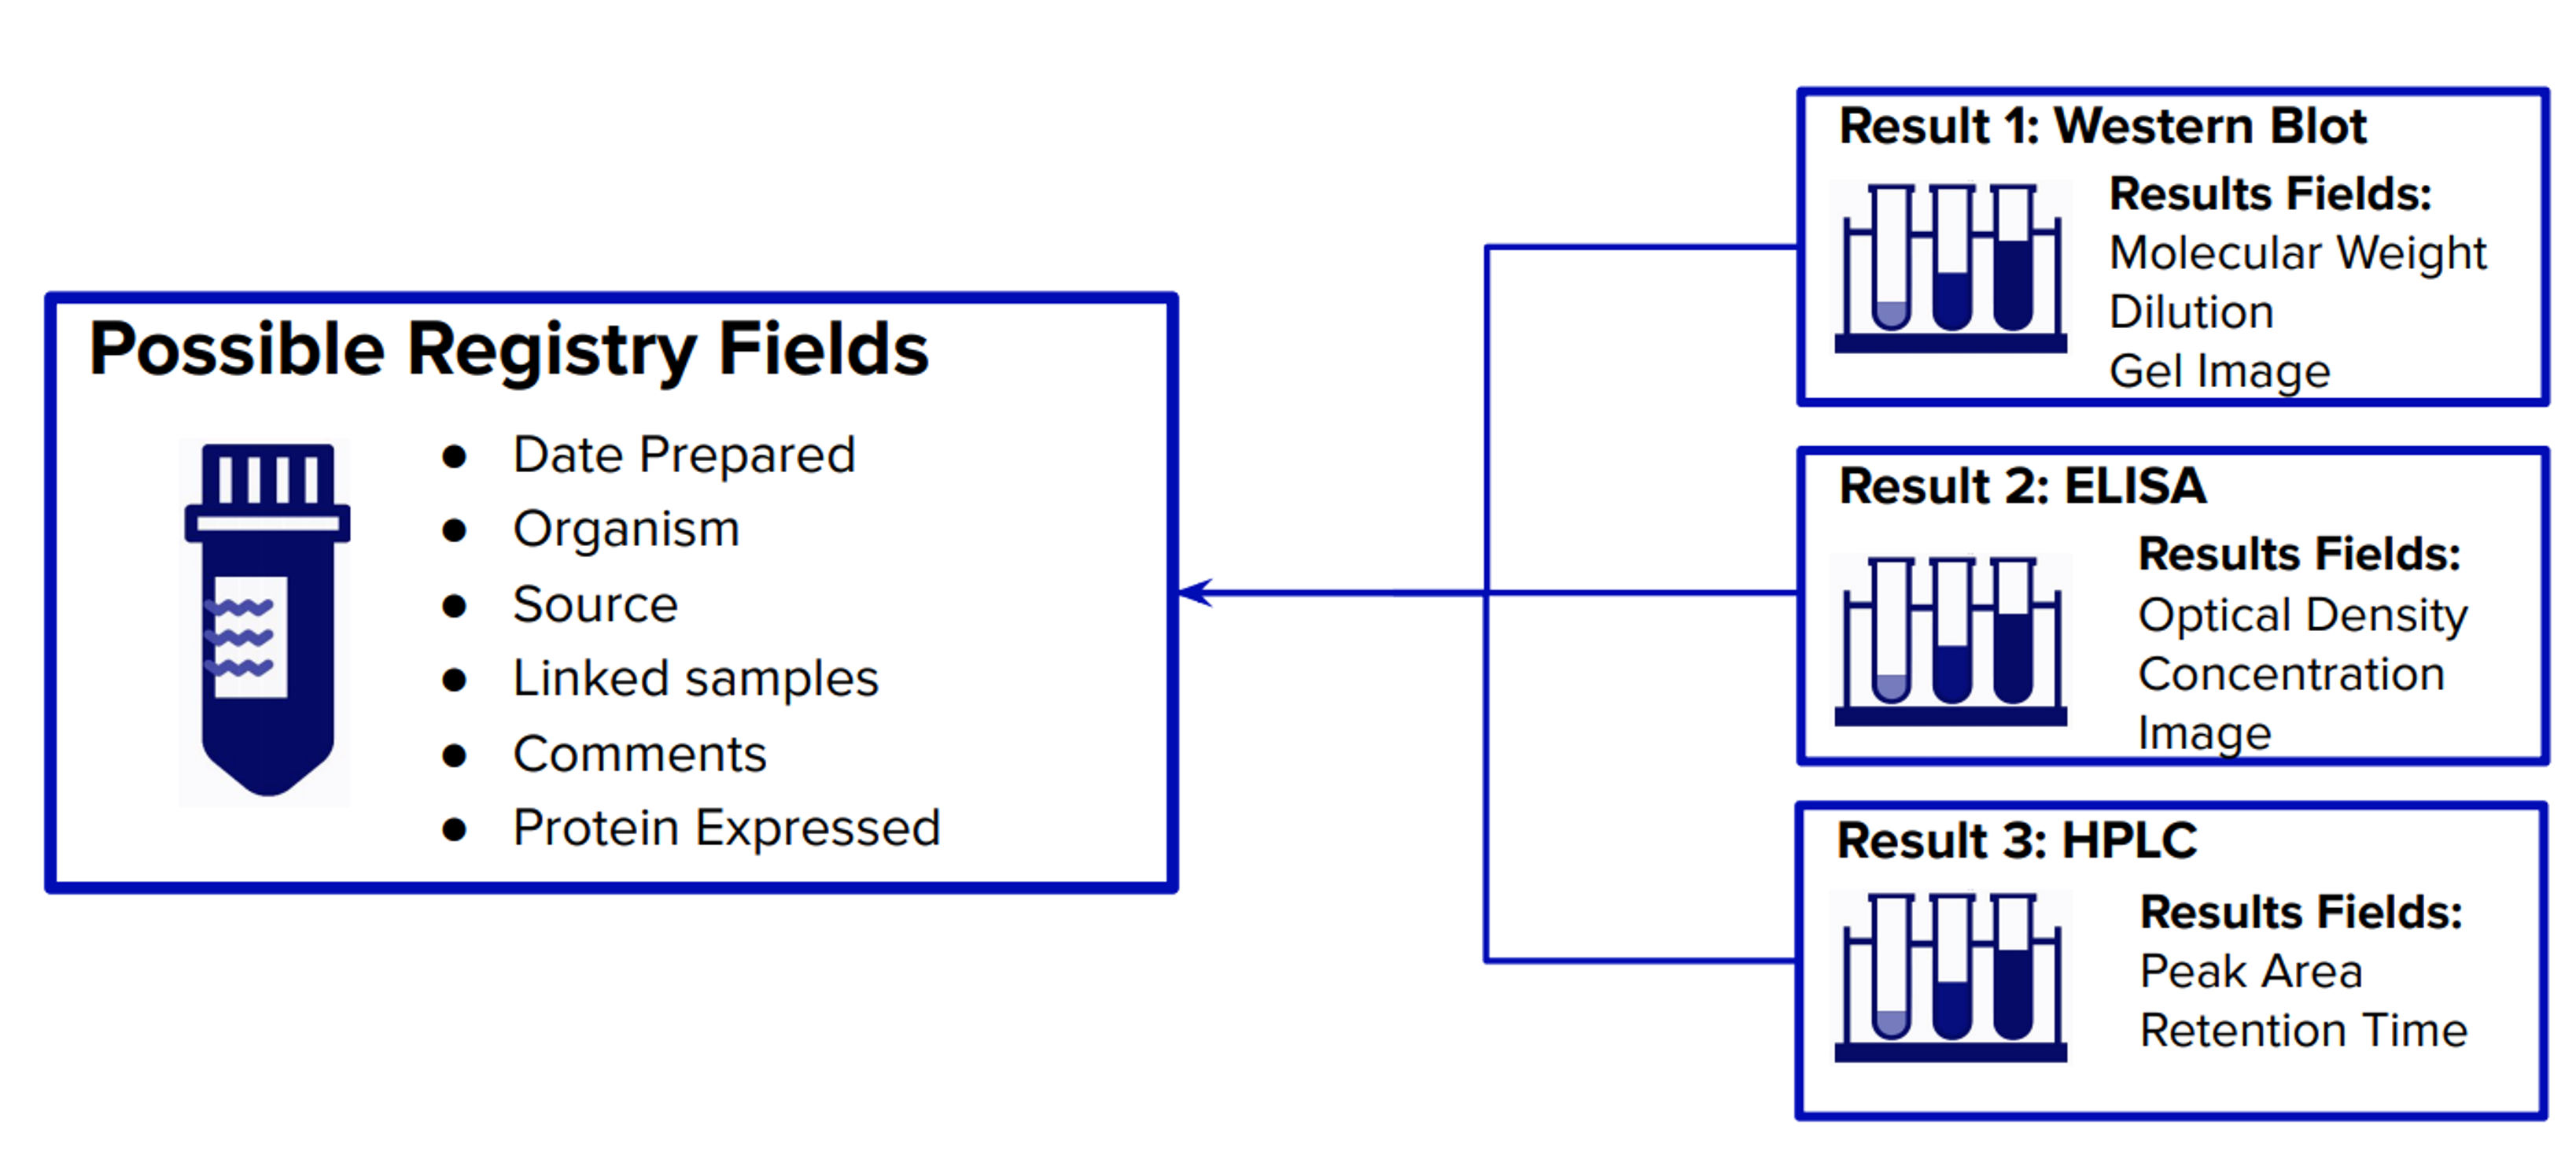 Possible Registry Fields
● Date Prepared
● Organism
● Source
● Linked samples
● Comments
● Protein Expressed
Result 1: Western Blot
Results Fields:
Molecular Weight
Dilution
Gel Image
Result 2: ELISA
Results Fields:
Optical Density
Concentration
Image
Result 3: HPLC
Results Fields:
Peak Area
Retention Time